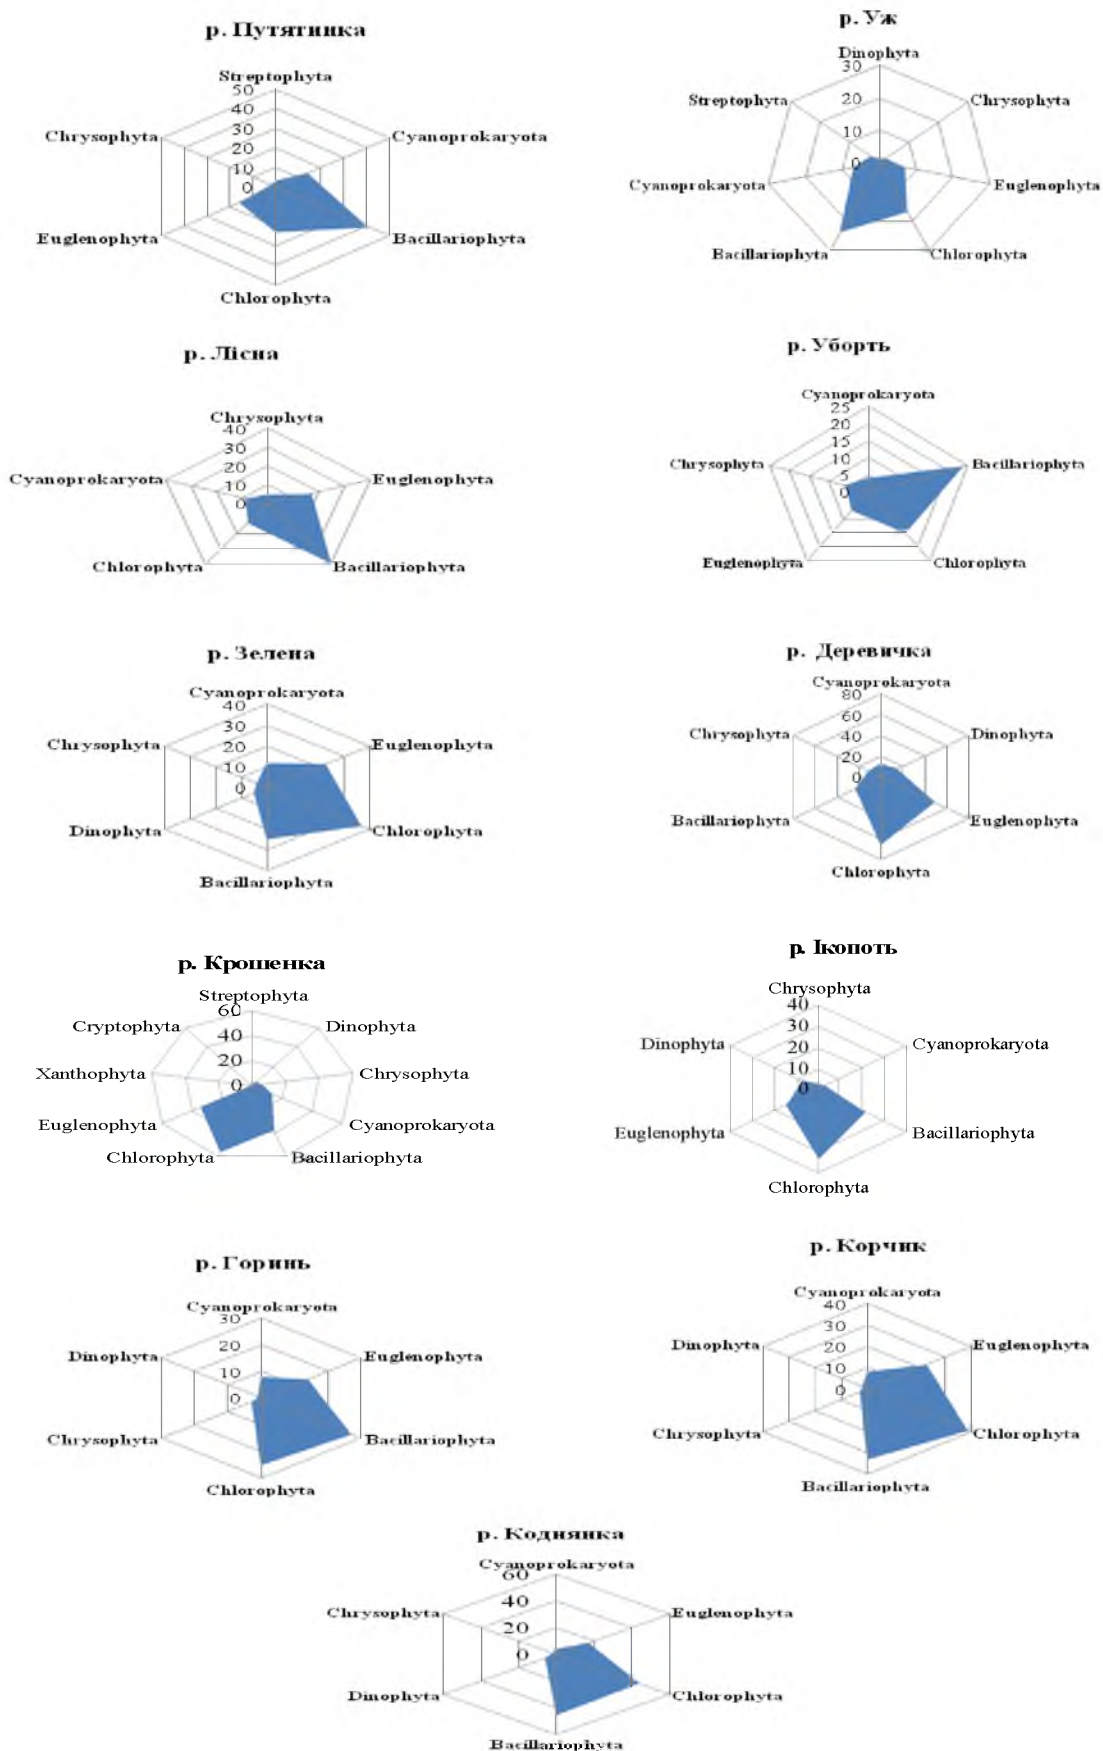 р. Путятинка
Streptophyta
50
40
30
20
10
0
Cyanoprokaryota
Bacillariophyta
Chlorophyta
Euglenophyta
Chrysophyta
р. Уж
Dinophyta
30
20
10
0
Chrysophyta
Euglenophyta
Chlorophyta
Bacillariophyta
Cyanoprokaryota
Streptophyta
р. Лісна
Chrysophyta
40
30
20
10
0
Euglenophyta
Bacillariophyta
Chlorophyta
Cyanoprokaryota
р. Уборть
Cyanoprokaryota
25
20
15
10
5
0
Bacillariophyta
Chlorophyta
Euglenophyta
Chrysophyta
р. Зелена
Cyanoprokaryota
40
30
20
10
0
Euglenophyta
Chlorophyta
Bacillariophyta
Dinophyta
Chrysophyta
р. Деревичка
Cyanoprokaryota
80
60
40
20
0
Dinophyta
Euglenophyta
Chlorophyta
Bacillariophyta
Chrysophyta
р. Крошенка
Streptophyta
60
40
20
0
Dinophyta
Chrysophyta
Cyanoprokaryota
Bacillariophyta
Chlorophyta
Euglenophyta
Xanthophyta
Cryptophyta
р. Ікопоть
Chrysophyta
40
30
20
10
0
Cyanoprokaryota
Bacillariophyta
Chlorophyta
Euglenophyta
Dinophyta
р. Горинь
Cyanoprokaryota
30
20
10
0
Euglenophyta
Bacillariophyta
Chlorophyta
Chrysophyta
Dinophyta
р. Корчик
Cyanoprokaryota
40
30
20
10
0
Euglenophyta
Chlorophyta
Bacillariophyta
Chrysophyta
Dinophyta
р. Коднянка
Cyanoprokaryota
60
40
20
0
Euglenophyta
Chlorophyta
Bacillariophyta
Dinophyta
Chrysophyta